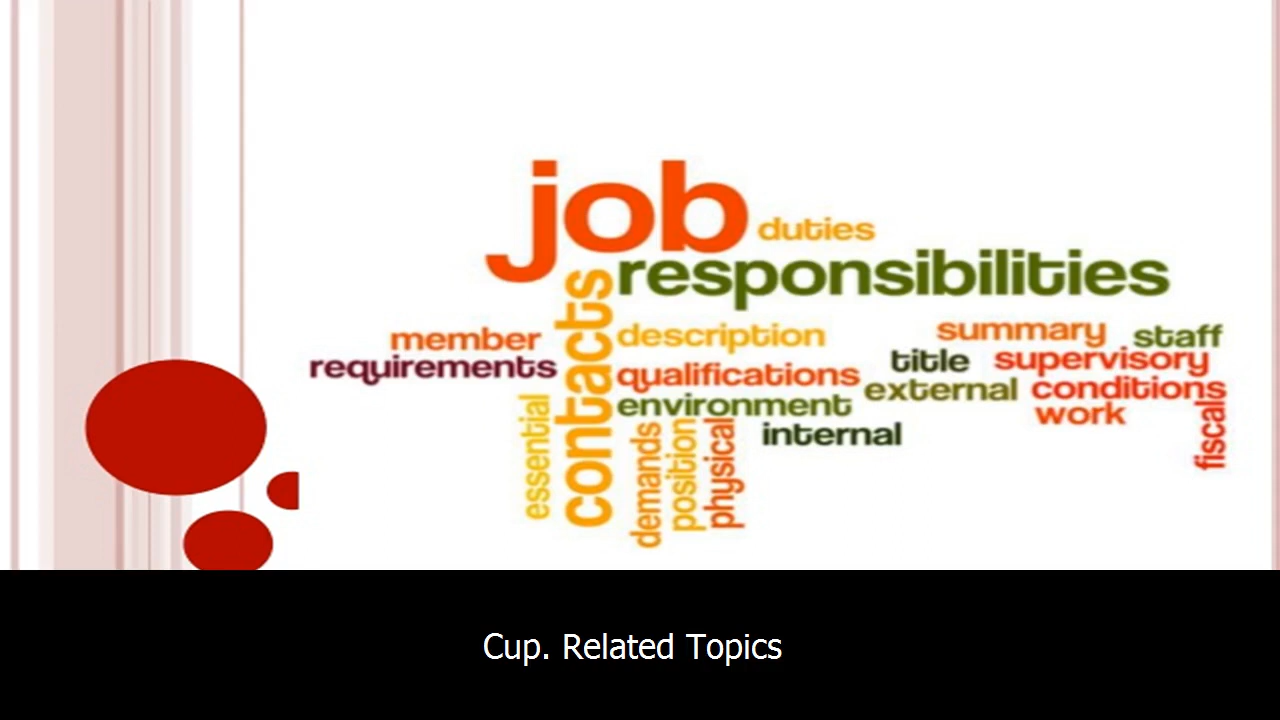 job
duties
responsibilities
contacts
member
requirements
description
qualifications
environment
internal
essential
demands
position
physical
summary
staff
title
supervisory
external
conditions
work
fiscal
Cup. Related Topics